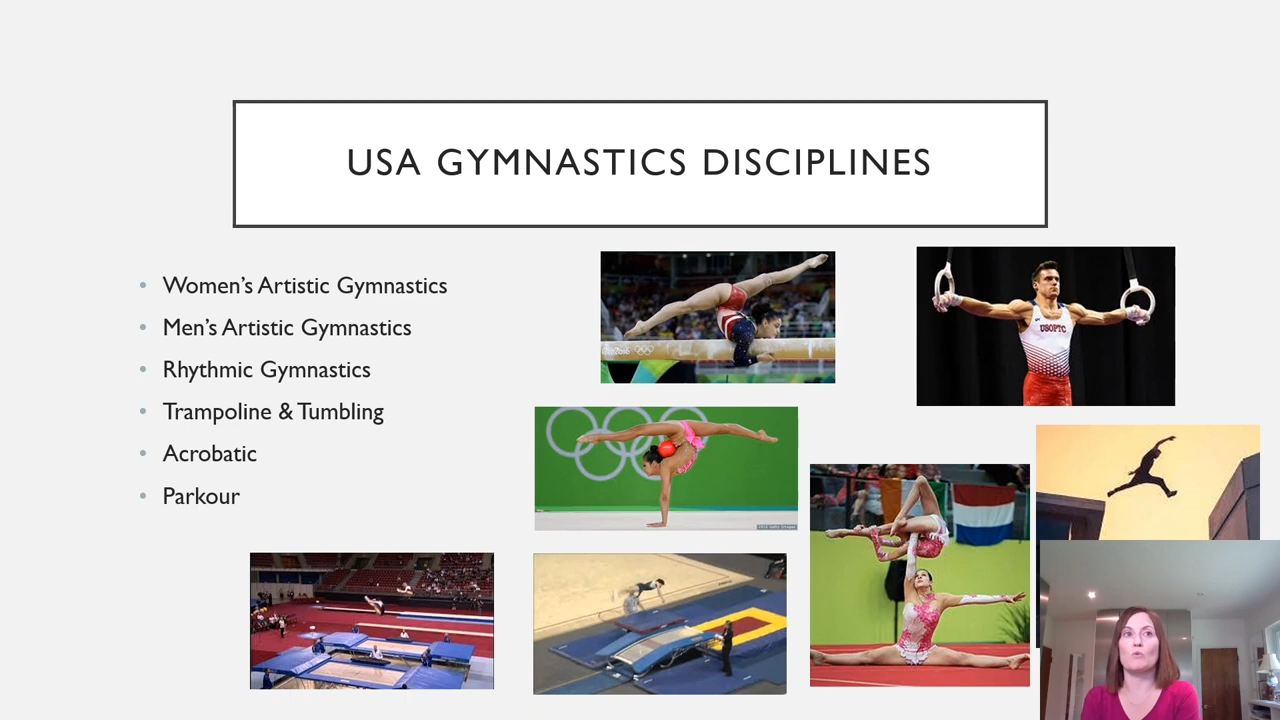 USA GYMNASTICS DISCIPLINES
• Women's Artistic Gymnastics
• Men's Artistic Gymnastics
• Rhythmic Gymnastics
• Trampoline & Tumbling
• Acrobatic
• Parkour
USOPTC